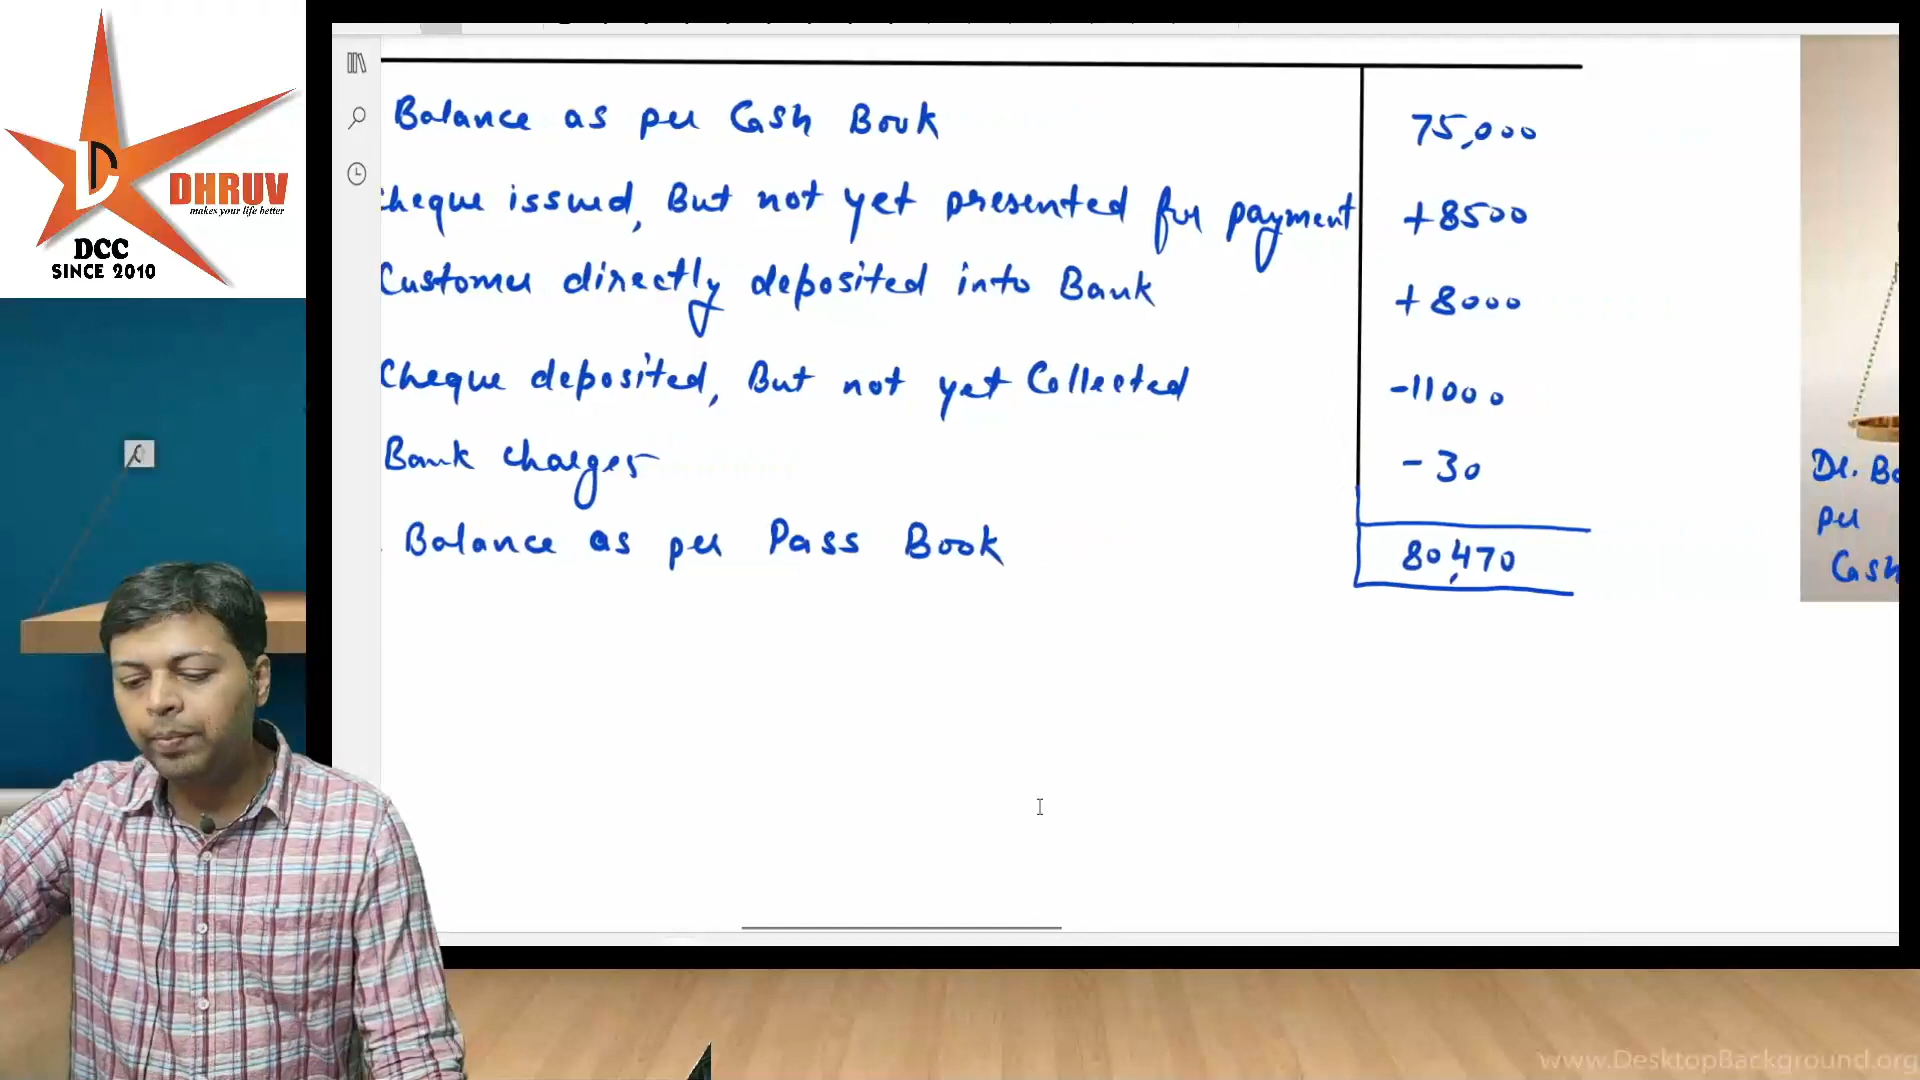 DHRUV
makes your life better
DCC
SINCE 2010
Balance as per Cash Book 75,000
Cheque issued, But not yet presented for payment +8500
Customer directly deposited into Bank +8000
Cheque deposited, But not yet Collected -11000
Bank charges - 30
Balance as per Pass Book 80,470
Dr. Ba
per
Cash
www.DesktopBackground.org